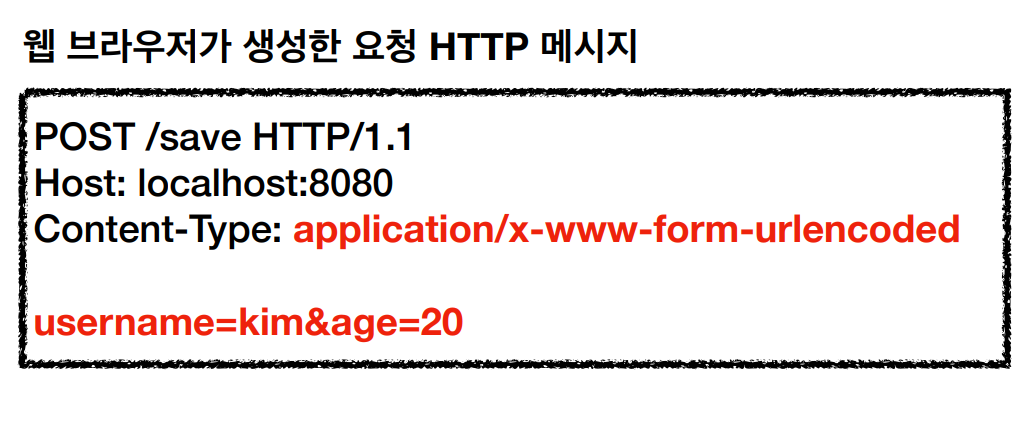 웹 브라우저가 생성한 요청 HTTP 메시지
POST /save HTTP/1.1
Host: localhost:8080
Content-Type: application/x-www-form-urlencoded
username=kim&age=20